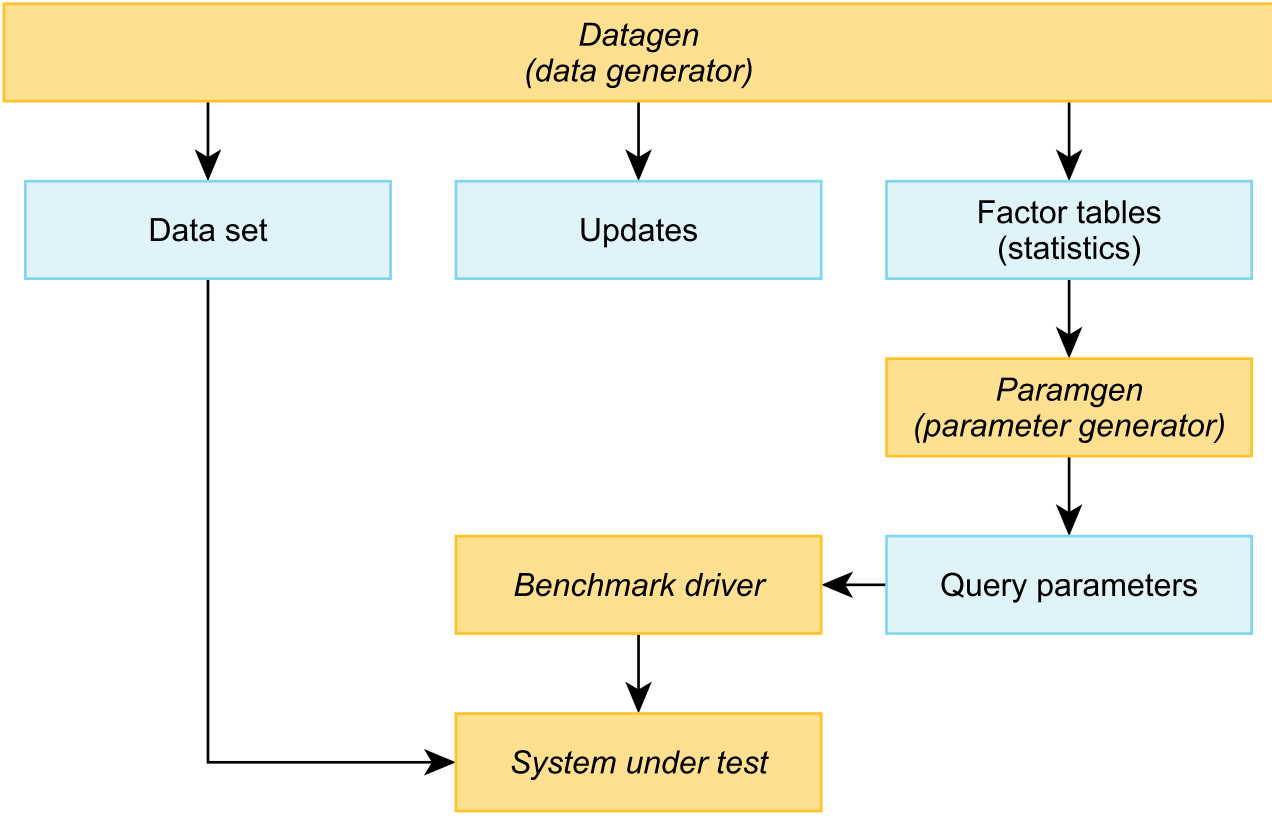 Datagen
(data generator)
Data set
Updates
Factor tables
(statistics)
Paramgen
(parameter generator)
Benchmark driver
Query parameters
System under test